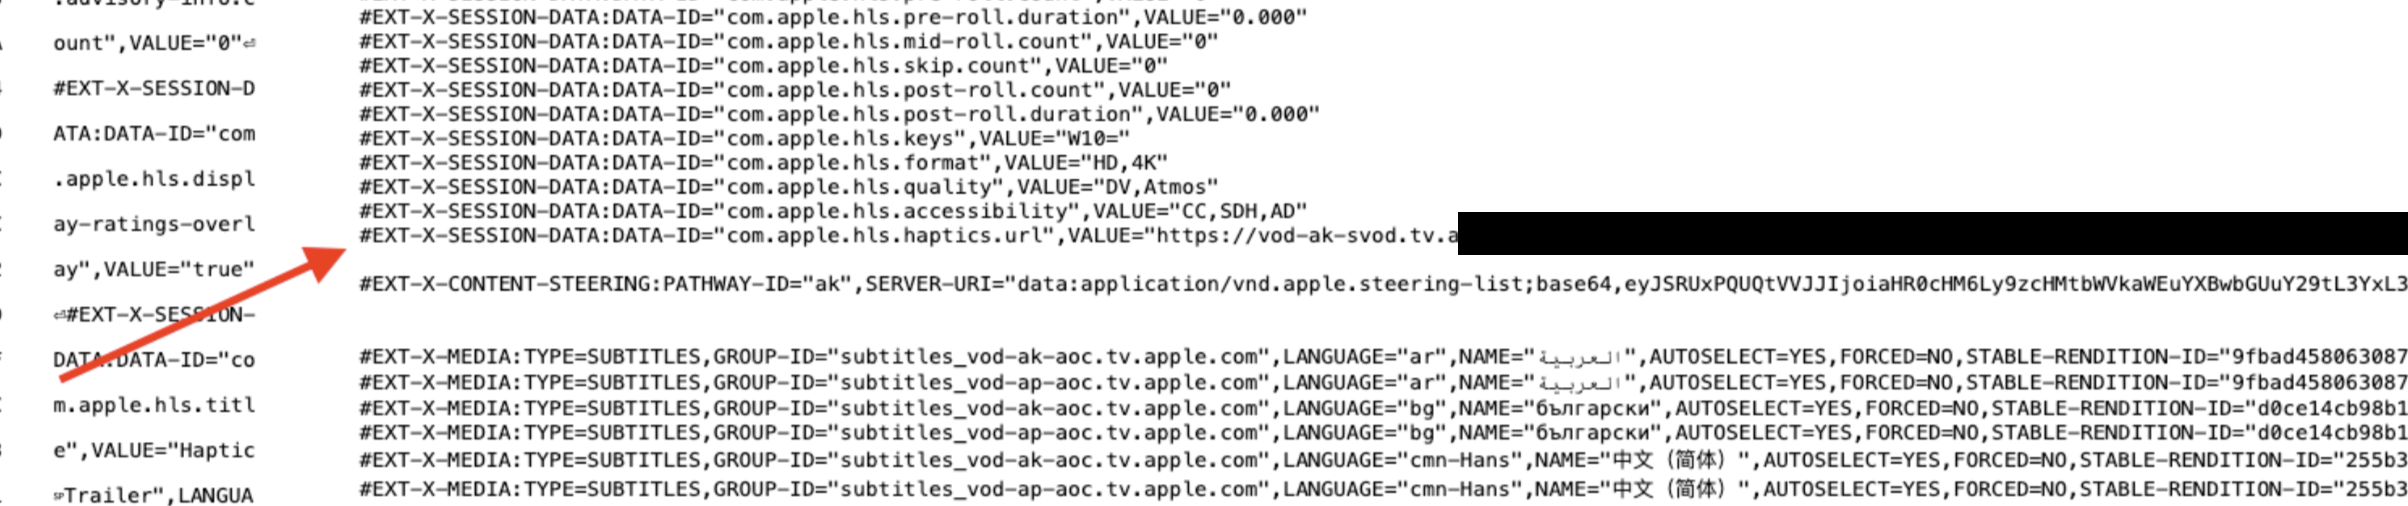 .advisory-info.c
ount",VALUE="0"⏎
#EXT-X-SESSION-D
ATA:DATA-ID="com
.apple.hls.displ
ay-ratings-overl
ay",VALUE="true"
⏎#EXT-X-SESSION-
DATA:DATA-ID="co
m.apple.hls.titl
e",VALUE="Haptic
␠Trailer",LANGUA
#EXT-X-SESSION-DATA:DATA-ID="com.apple.hls.pre-roll.duration",VALUE="0.000"
#EXT-X-SESSION-DATA:DATA-ID="com.apple.hls.mid-roll.count",VALUE="0"
#EXT-X-SESSION-DATA:DATA-ID="com.apple.hls.skip.count",VALUE="0"
#EXT-X-SESSION-DATA:DATA-ID="com.apple.hls.post-roll.count",VALUE="0"
#EXT-X-SESSION-DATA:DATA-ID="com.apple.hls.post-roll.duration",VALUE="0.000"
#EXT-X-SESSION-DATA:DATA-ID="com.apple.hls.keys",VALUE="W10="
#EXT-X-SESSION-DATA:DATA-ID="com.apple.hls.format",VALUE="HD,4K"
#EXT-X-SESSION-DATA:DATA-ID="com.apple.hls.quality",VALUE="DV,Atmos"
#EXT-X-SESSION-DATA:DATA-ID="com.apple.hls.accessibility",VALUE="CC,SDH,AD"
#EXT-X-SESSION-DATA:DATA-ID="com.apple.hls.haptics.url",VALUE="https://vod-ak-svod.tv.a
#EXT-X-CONTENT-STEERING:PATHWAY-ID="ak",SERVER-URI="data:application/vnd.apple.steering-list;base64,eyJSRUxPQUQtVVJJIjoiaHR0cHM6Ly9zcHMtbWVkaWEuYXBwbGUuY29tL3YxL3
#EXT-X-MEDIA:TYPE=SUBTITLES,GROUP-ID="subtitles_vod-ak-aoc.tv.apple.com",LANGUAGE="ar",NAME="العربية",AUTOSELECT=YES,FORCED=NO,STABLE-RENDITION-ID="9fbad458063087
#EXT-X-MEDIA:TYPE=SUBTITLES,GROUP-ID="subtitles_vod-ap-aoc.tv.apple.com",LANGUAGE="ar",NAME="العربية",AUTOSELECT=YES,FORCED=NO,STABLE-RENDITION-ID="9fbad458063087
#EXT-X-MEDIA:TYPE=SUBTITLES,GROUP-ID="subtitles_vod-ak-aoc.tv.apple.com",LANGUAGE="bg",NAME="български",AUTOSELECT=YES,FORCED=NO,STABLE-RENDITION-ID="d0ce14cb98b1
#EXT-X-MEDIA:TYPE=SUBTITLES,GROUP-ID="subtitles_vod-ap-aoc.tv.apple.com",LANGUAGE="bg",NAME="български",AUTOSELECT=YES,FORCED=NO,STABLE-RENDITION-ID="d0ce14cb98b1
#EXT-X-MEDIA:TYPE=SUBTITLES,GROUP-ID="subtitles_vod-ak-aoc.tv.apple.com",LANGUAGE="cmn-Hans",NAME="中文（简体）",AUTOSELECT=YES,FORCED=NO,STABLE-RENDITION-ID="255b3
#EXT-X-MEDIA:TYPE=SUBTITLES,GROUP-ID="subtitles_vod-ap-aoc.tv.apple.com",LANGUAGE="cmn-Hans",NAME="中文（简体）",AUTOSELECT=YES,FORCED=NO,STABLE-RENDITION-ID="255b3